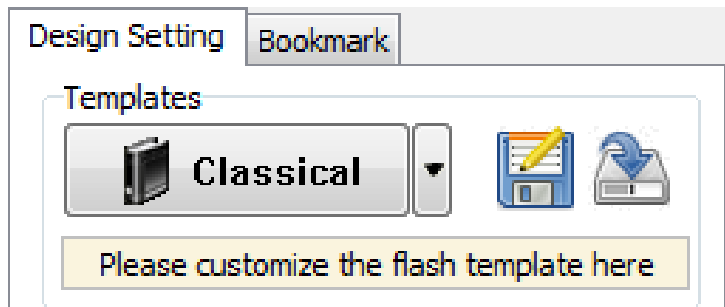 Design Setting Bookmark
Templates
Classical
Please customize the flash template here